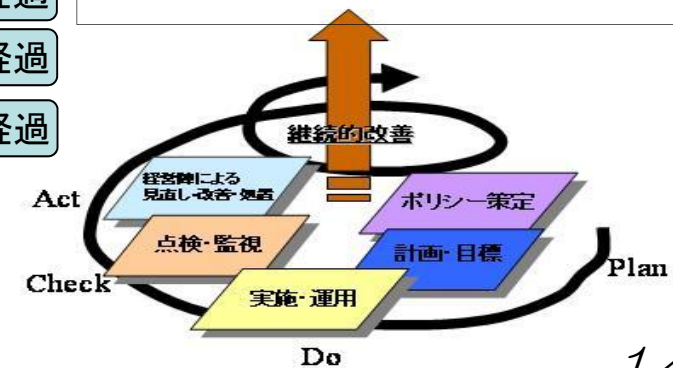 経過
経過
継続的改善
経営陣による
見直し・改善・処置
Act
ポリシー策定
点検・監視
計画・目標
Check
Plan
実施・運用
Do